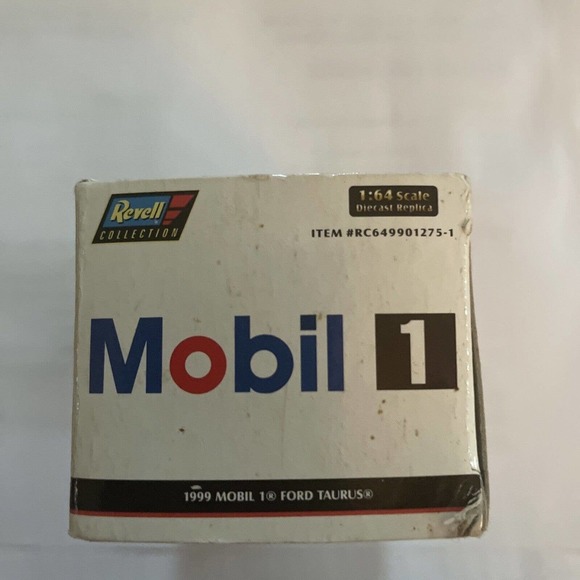 Revell
COLLECTION
1:64 Scale
Diecast Replica
ITEM #RC649901275-1
Mobil 1
1999 MOBIL 1® FORD TAURUS®